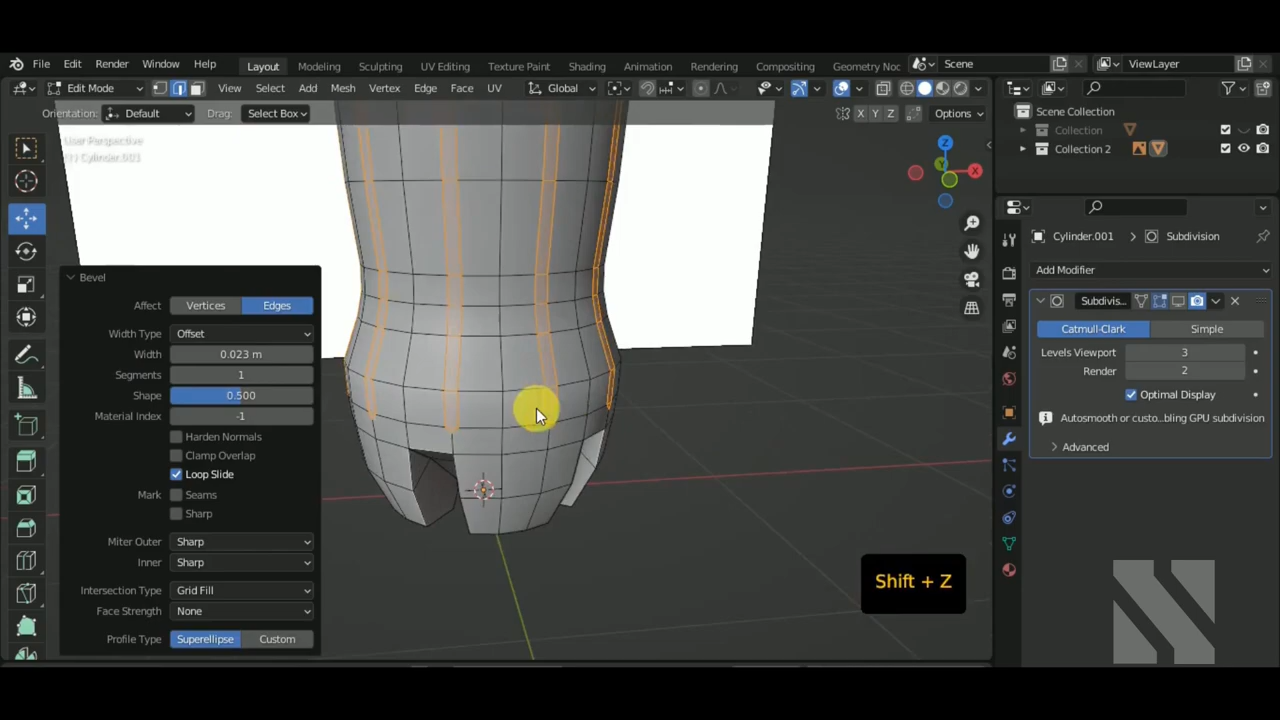 File Edit Render Window Help Layout Modeling Sculpting UV Editing Texture Paint Shading Animation Rendering Compositing Geometry Noc Scene ViewLayer
Edit Mode View Select Add Mesh Vertex Edge Face UV Global
Orientation: Default Drag: Select Box X Y Z Options
Scene Collection
Collection
Collection 2
User Perspective
(1) Cylinder.003
Z
Y
X
Cylinder.001 Subdivision
Add Modifier
Subdivis...
Catmull-Clark Simple
Levels Viewport 3
Render 2
Optimal Display
Autosmooth or custo...bling GPU subdivision
Advanced
Bevel
Affect Vertices Edges
Width Type Offset
Width 0.023 m
Segments 1
Shape 0.500
Material Index -1
Harden Normals
Clamp Overlap
Loop Slide
Mark Seams
Sharp
Miter Outer Sharp
Inner Sharp
Intersection Type Grid Fill
Face Strength None
Profile Type Superellipse Custom
Shift + Z